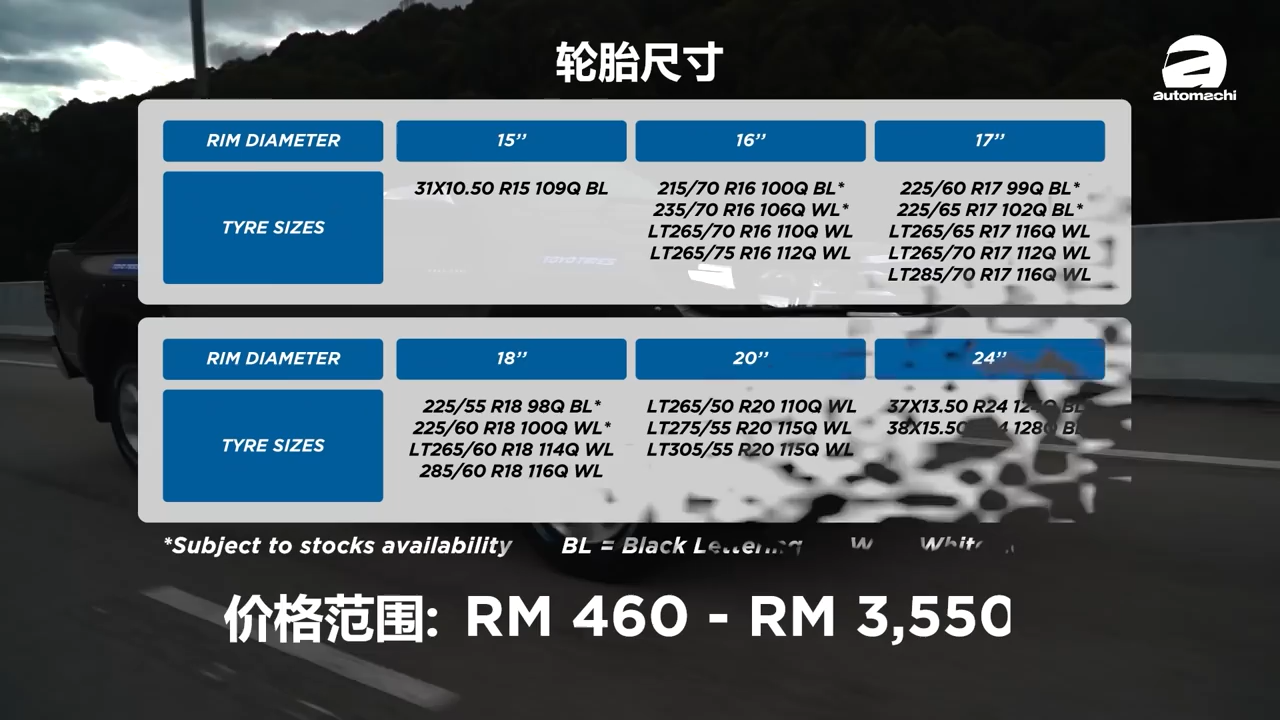 轮胎尺寸
automachi
RIM DIAMETER 15’’ 16’’ 17’’
TYRE SIZES
31X10.50 R15 109Q BL
215/70 R16 100Q BL*
235/70 R16 106Q WL*
LT265/70 R16 110Q WL
LT265/75 R16 112Q WL
225/60 R17 99Q BL*
225/65 R17 102Q BL*
LT265/65 R17 116Q WL
LT265/70 R17 112Q WL
LT285/70 R17 116Q WL
RIM DIAMETER 18’’ 20’’ 24’’
TYRE SIZES
225/55 R18 98Q BL*
225/60 R18 100Q WL*
LT265/60 R18 114Q WL
285/60 R18 116Q WL
LT265/50 R20 110Q WL
LT275/55 R20 115Q WL
LT305/55 R20 115Q WL
37X13.50 R24
128Q
*Subject to stocks availability BL = Black Lettering
价格范围: RM 460 - RM 3,550
TOYO TIRES